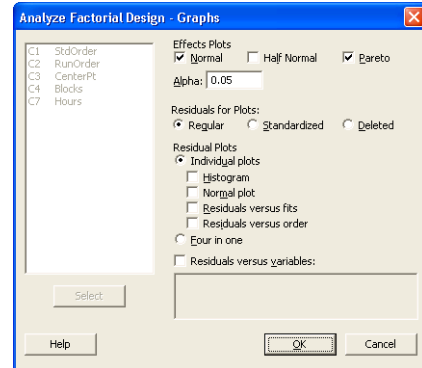 Analyze Factorial Design - Graphs
C1 StdOrder
C2 RunOrder
C3 CenterPt
C4 Blocks
C7 Hours
Effects Plots
Normal Half Normal Pareto
Alpha: 0.05
Residuals for Plots:
Regular Standardized Deleted
Residual Plots
Individual plots
Histogram
Normal plot
Residuals versus fits
Residuals versus order
Four in one
Residuals versus variables:
Select
Help OK Cancel